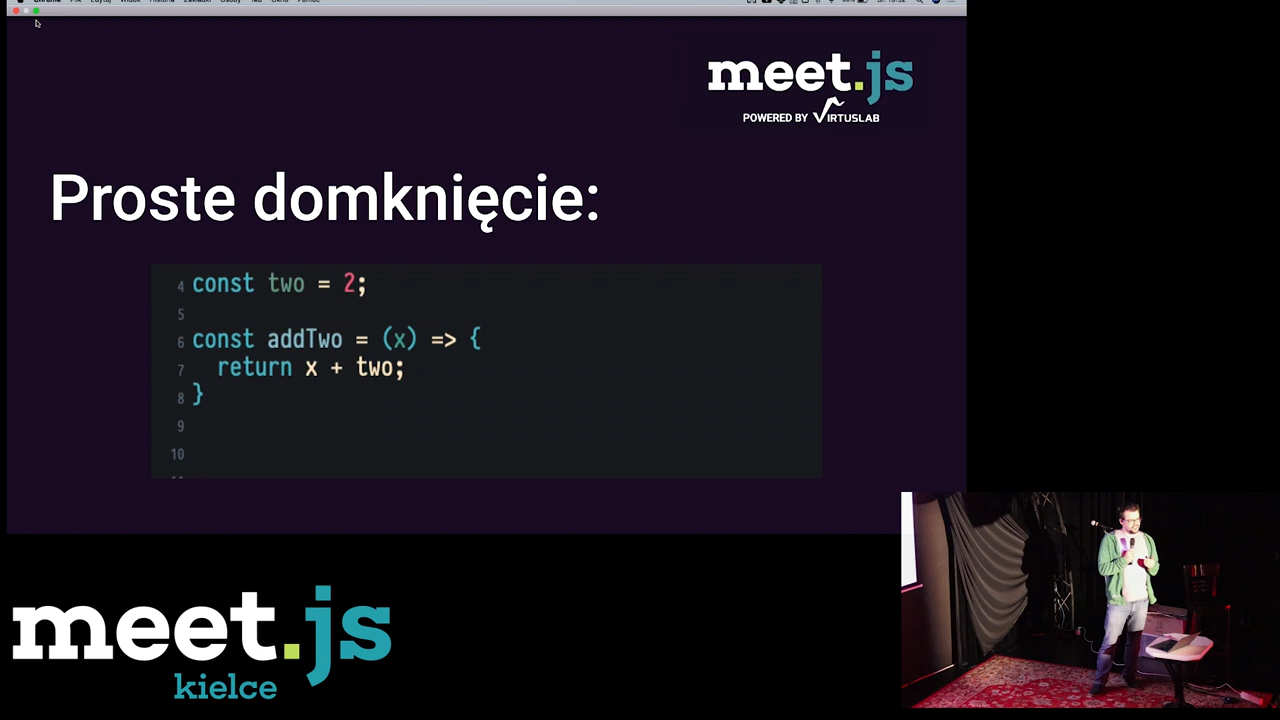 meet.js
POWERED BY VIRTUSLAB
Proste domknięcie:
4 const two = 2;
5
6 const addTwo = (x) => {
7 return x + two;
8 }
9
10
meet.js
kielce